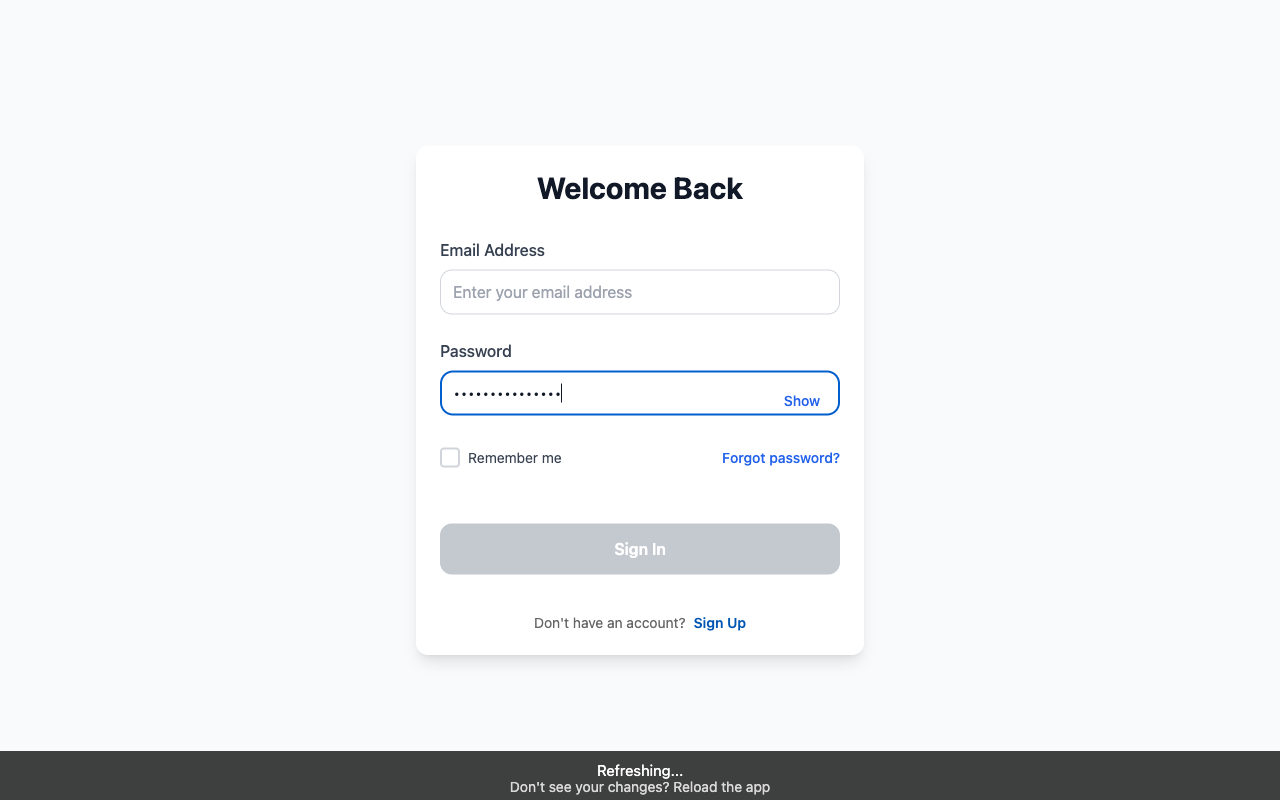 Welcome Back
Email Address
Enter your email address
Password
•••••••••••••••
Show
Remember me
Forgot password?
Sign In
Don't have an account? Sign Up
Refreshing...
Don't see your changes? Reload the app